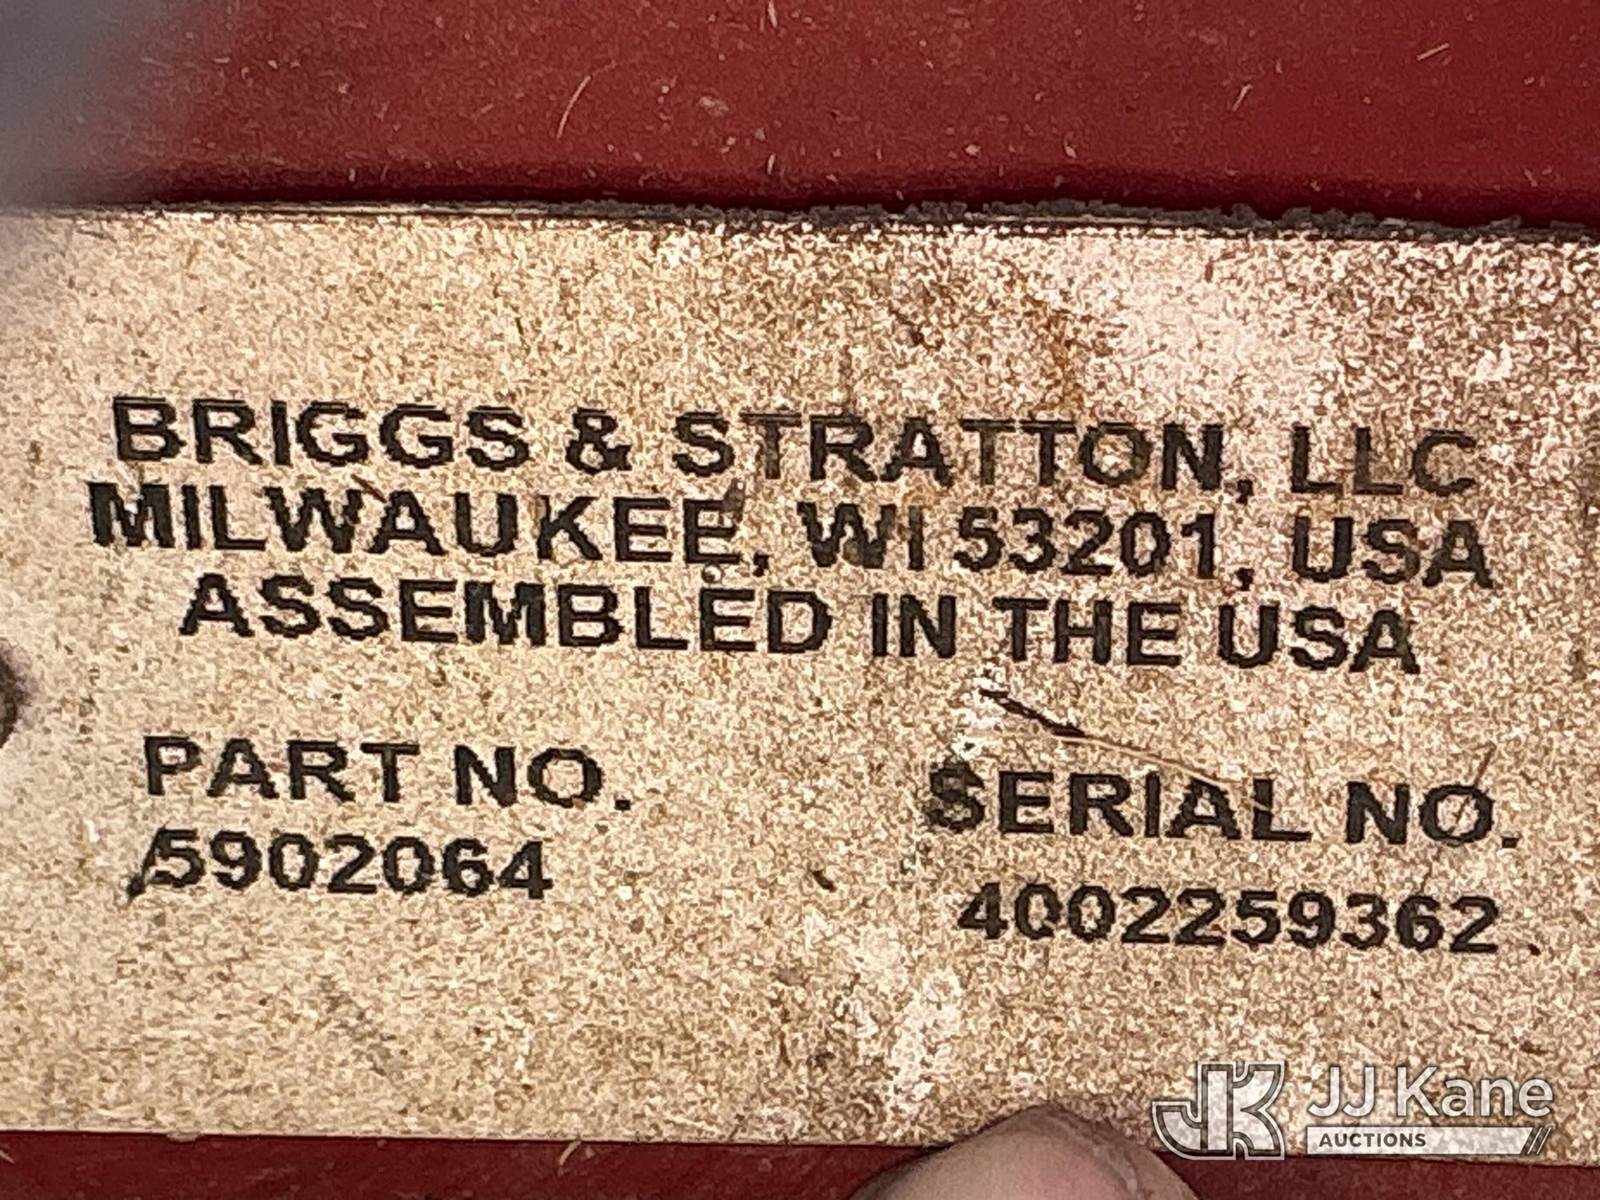 BRIGGS & STRATTON, LLC
MILWAUKEE, WI 53201, USA
ASSEMBLED IN THE USA
PART NO.
5902064
SERIAL NO.
4002259362
JK JJ Kane
AUCTIONS